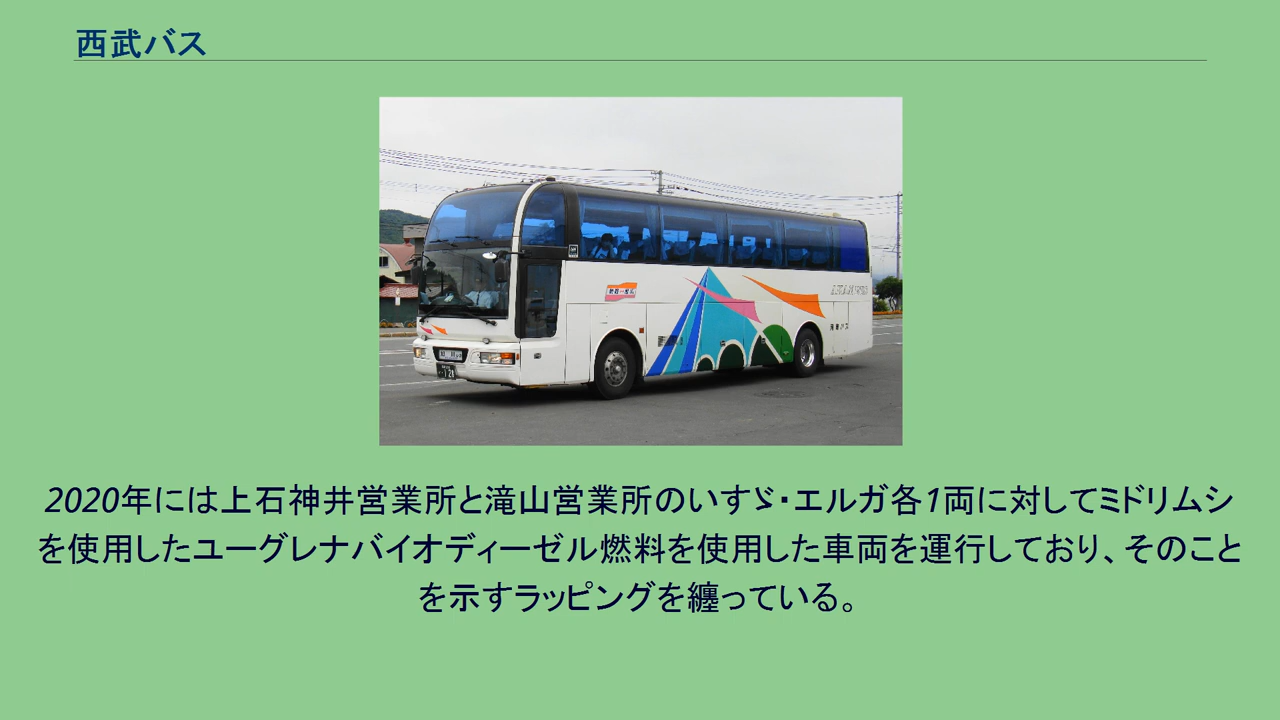 西武バス
2020年には上石神井営業所と滝山営業所のいすゞ・エルガ各1両に対してミドリムシ
を使用したユーグレナバイオディーゼル燃料を使用した車両を運行しており、そのこと
を示すラッピングを纏っている。